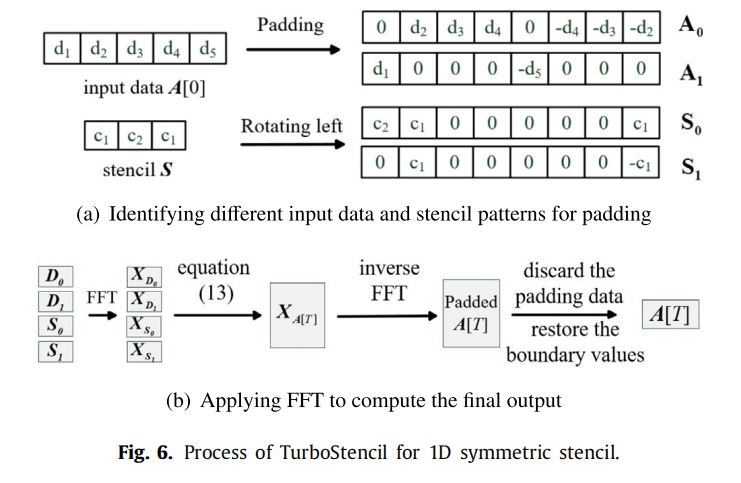 Padding
d1 d2 d3 d4 d5
0 d2 d3 d4 0 -d4 -d3 -d2 A0
input data A[0]
d1 0 0 0 -d5 0 0 0 A1
c1 c2 c1
Rotating left
c2 c1 0 0 0 0 0 c1 S0
stencil S
0 c1 0 0 0 0 0 -c1 S1
(a) Identifying different input data and stencil patterns for padding
D0
D1
S0
S1
FFT
XD0
XD1
XS0
XS1
equation
(13)
XA[T]
inverse
FFT
Padded
A[T]
discard the
padding data
restore the
boundary values
A[T]
(b) Applying FFT to compute the final output
Fig. 6. Process of TurboStencil for 1D symmetric stencil.